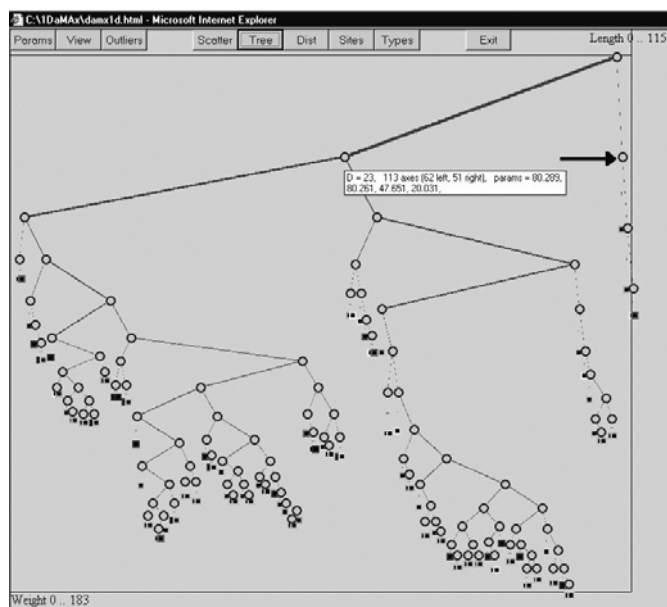 C:\1DaMAx\damx1d.html - Microsoft Internet Explorer
Params View Outliers Scatter Tree Dist Sites Types Exit Length 0 .. 115
D = 23, 113 axes (62 left, 51 right), params = 80.289,
80.261, 47.651, 20.031,
Weight 0 .. 183